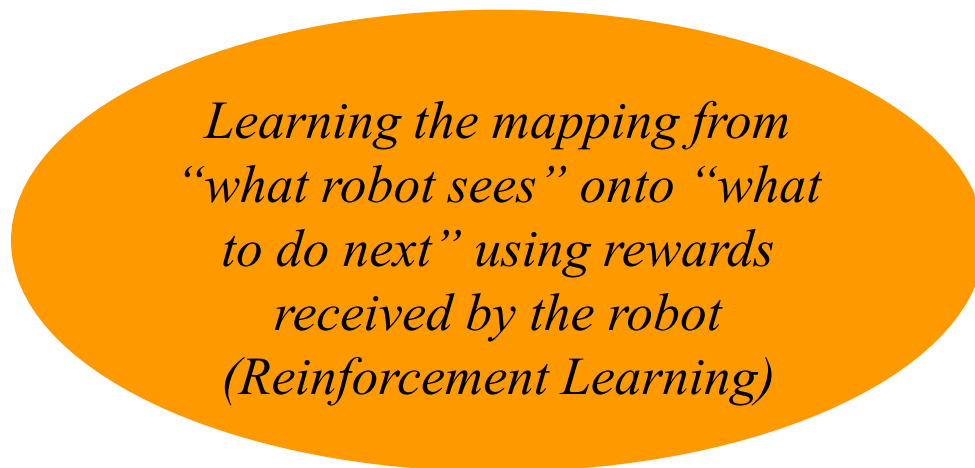 Learning the mapping from
“what robot sees” onto “what
to do next” using rewards
received by the robot
(Reinforcement Learning)